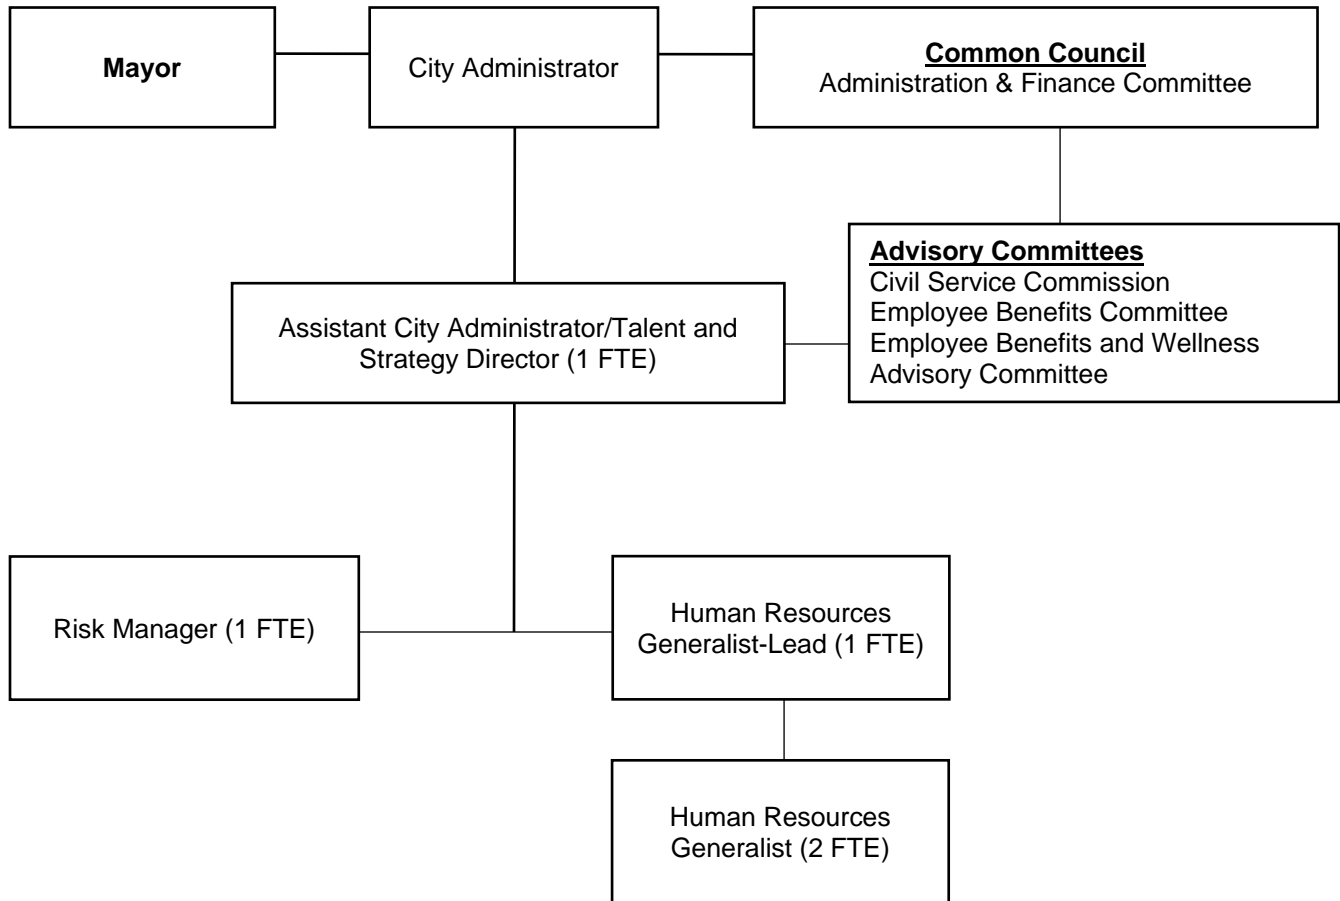 Mayor
City Administrator
Common Council
Administration & Finance Committee
Advisory Committees
Civil Service Commission
Employee Benefits Committee
Employee Benefits and Wellness
Advisory Committee
Assistant City Administrator/Talent and
Strategy Director (1 FTE)
Risk Manager (1 FTE)
Human Resources
Generalist-Lead (1 FTE)
Human Resources
Generalist (2 FTE)